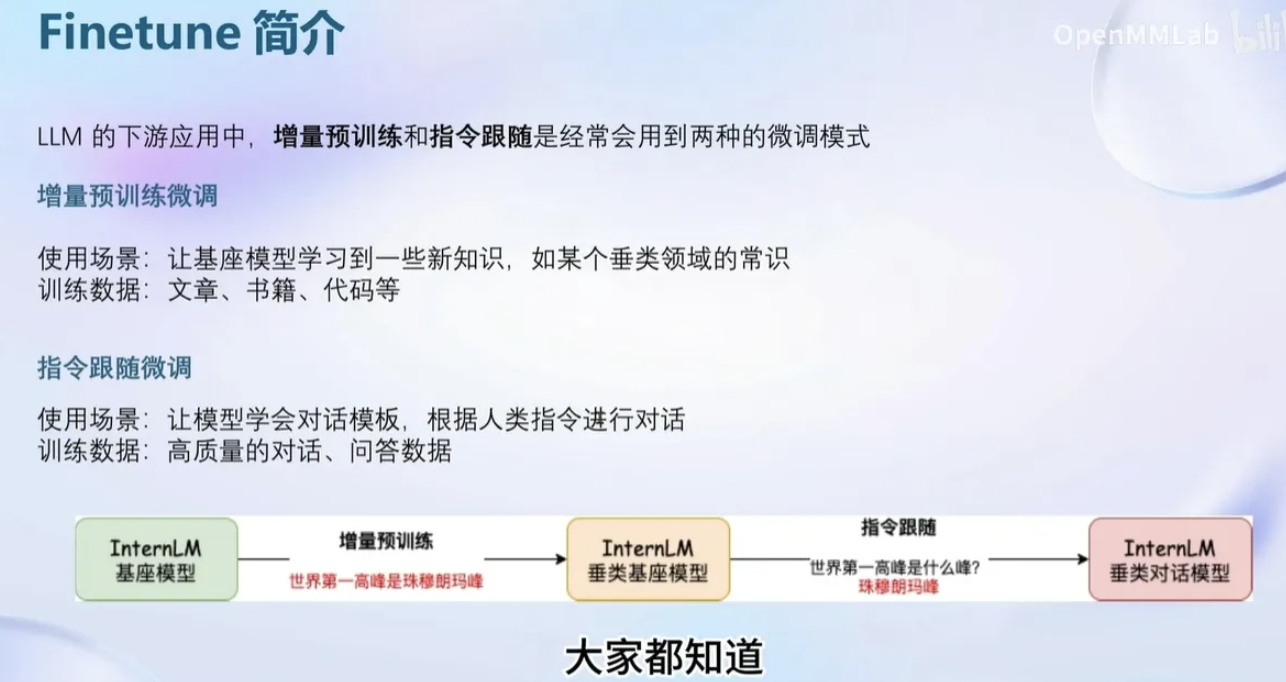 Finetune 简介
OpenMMLab bili
LLM 的下游应用中，增量预训练和指令跟随是经常会用到两种的微调模式
增量预训练微调
使用场景：让基座模型学习到一些新知识，如某个垂类领域的常识
训练数据：文章、书籍、代码等
指令跟随微调
使用场景：让模型学会对话模板，根据人类指令进行对话
训练数据：高质量的对话、问答数据
InternLM
基座模型
增量预训练
世界第一高峰是珠穆朗玛峰
InternLM
垂类基座模型
指令跟随
世界第一高峰是什么峰？
珠穆朗玛峰
InternLM
垂类对话模型
大家都知道